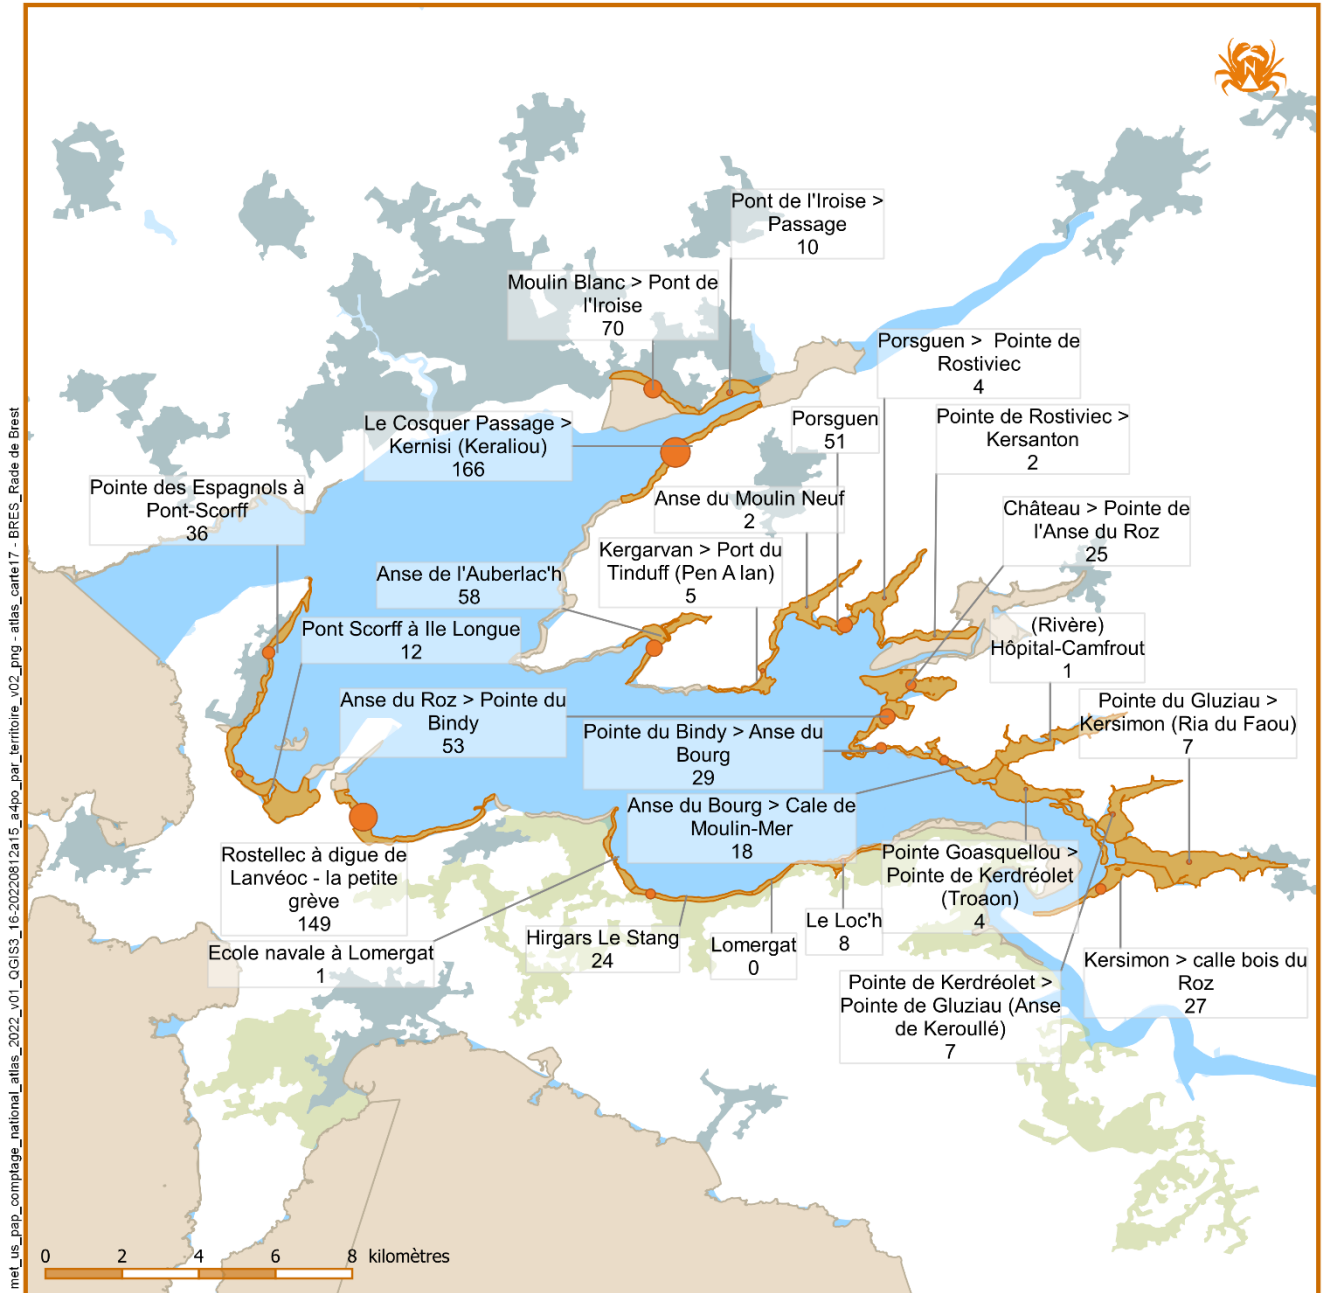 N
Pont de l'Iroise >
Passage
10
Moulin Blanc > Pont de
l'Iroise
70
Porsguen >  Pointe de
Rostiviec
4
Le Cosquer Passage >
Kernisi (Keraliou)
166
Porsguen
51
Pointe de Rostiviec >
Kersanton
2
Pointe des Espagnols à
Pont-Scorff
36
Anse du Moulin Neuf
2
Château > Pointe de
l'Anse du Roz
25
Kergarvan > Port du
Tinduff (Pen A lan)
5
Anse de l'Auberlac'h
58
Pont Scorff à Ile Longue
12
(Rivère)
Hôpital-Camfrout
1
Anse du Roz > Pointe du
Bindy
53
Pointe du Bindy > Anse du
Bourg
29
Pointe du Gluziau >
Kersimon (Ria du Faou)
7
Anse du Bourg > Cale de
Moulin-Mer
18
Rostellec à digue de
Lanvéoc - la petite
grève
149
Pointe Goasquellou >
Pointe de Kerdréolet
(Troaon)
4
Ecole navale à Lomergat
1
Hirgars Le Stang
24
Lomergat
0
Le Loc'h
8
Kersimon > calle bois du
Roz
27
Pointe de Kerdréolet >
Pointe de Gluziau (Anse
de Keroullé)
7
0 2 4 6 8 kilomètres
met_us_pap_comptage_national_atlas_2022_v01_QGIS3_16-20220812a15_a4po_par_territoire_v02_png - atlas_carte17 - BRES_Rade de Brest